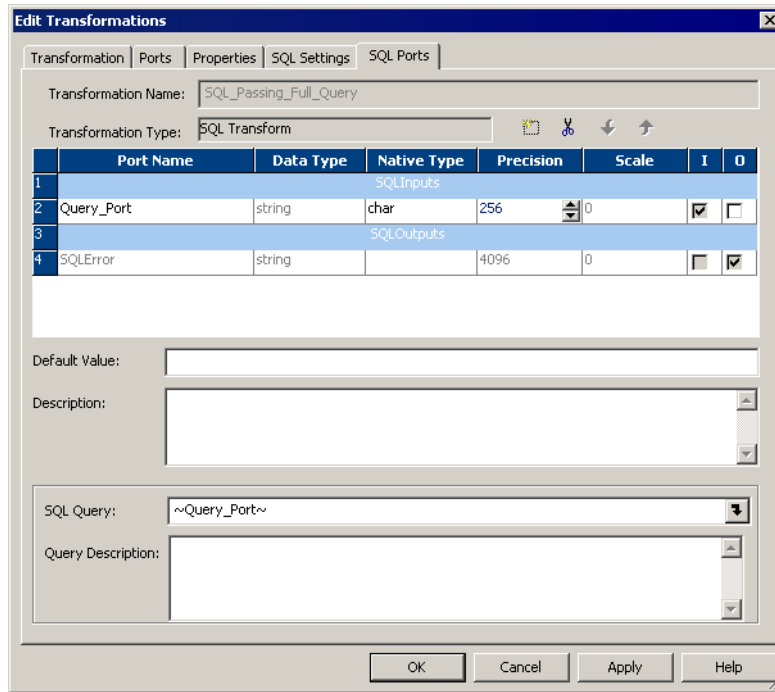 Edit Transformations
Transformation Ports Properties SQL Settings SQL Ports
Transformation Name: SQL_Passing_Full_Query
Transformation Type: SQL Transform
Port Name Data Type Native Type Precision Scale I O
1 SQLInputs
2 Query_Port string char 256 0
3 SQLOutputs
4 SQLError string 4096 0
Default Value:
Description:
SQL Query: ~Query_Port~
Query Description:
OK Cancel Apply Help